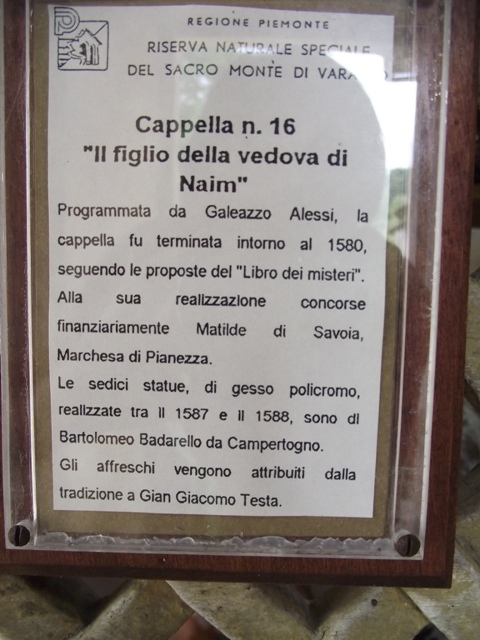 REGIONE PIEMONTE
RISERVA NATURALE SPECIALE
DEL SACRO MONTE DI
Cappella n. 16
"Il figlio della vedova di
Naim"
Programmata da Galeazzo Alessi, la
cappella fu terminata intorno al 1580,
seguendo le proposte del "Libro dei misteri".
Alla sua realizzazione concorse
finanziariamente Matilde di Savoia,
Marchesa di Pianezza.
Le sedici statue, di gesso policromo,
realizzate tra il 1587 e il 1588, sono di
Bartolomeo Badarello da Campertogno.
Gli affreschi vengono attribuiti dalla
tradizione a Gian Giacomo Testa.